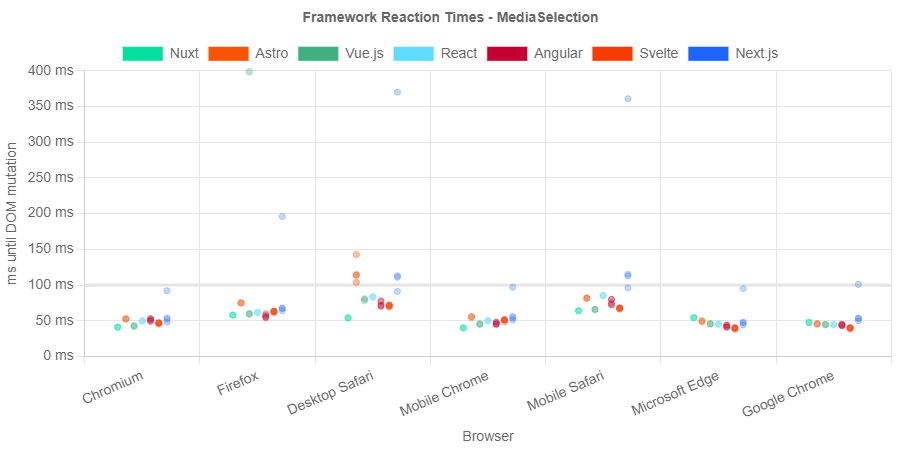 Framework Reaction Times - MediaSelection
Nuxt Astro Vue.js React Angular Svelte Next.js
400 ms
350 ms
300 ms
250 ms
200 ms
150 ms
100 ms
50 ms
0 ms
ms until DOM mutation
Chromium
Firefox
Desktop Safari
Mobile Chrome
Mobile Safari
Microsoft Edge
Google Chrome
Browser